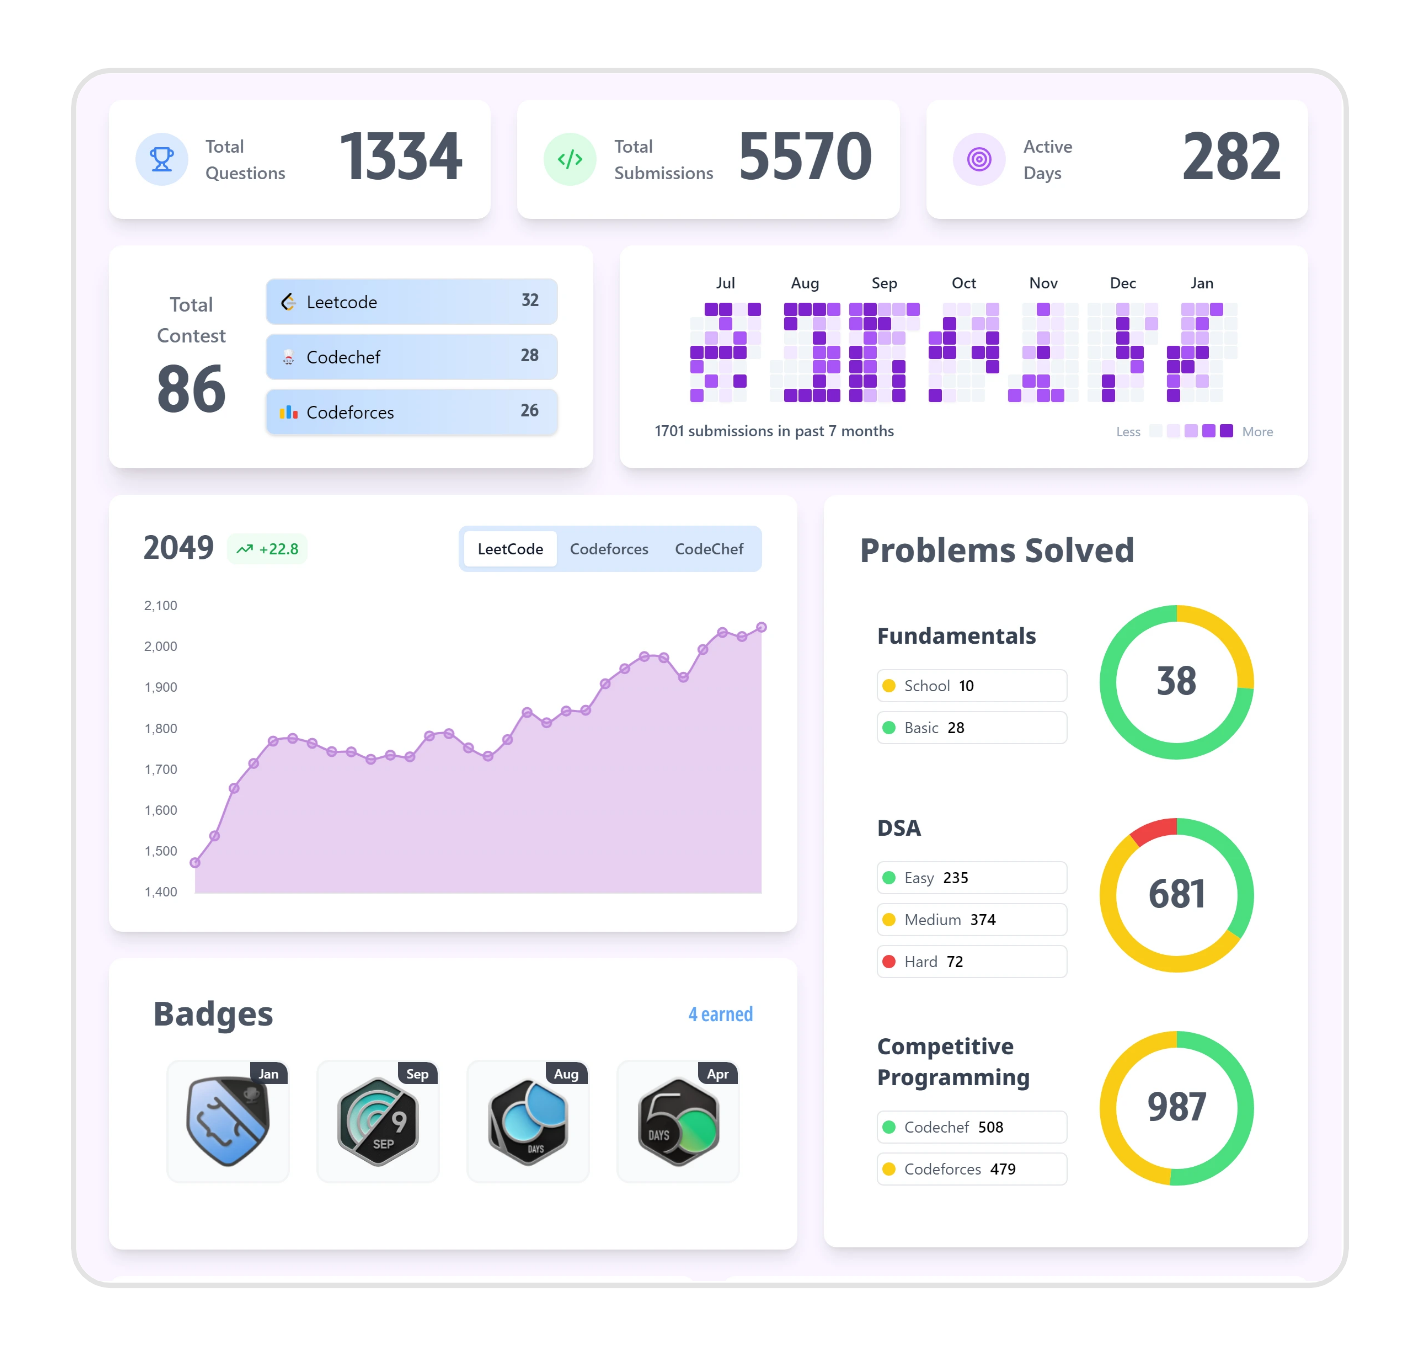 Total
Questions
1334
Total
Submissions
5570
Active
Days
282
Total
Contest
86
Leetcode 32
Codechef 28
Codeforces 26
Jul Aug Sep Oct Nov Dec Jan
1701 submissions in past 7 months
Less More
2049 +22.8
LeetCode Codeforces CodeChef
2,100
2,000
1,900
1,800
1,700
1,600
1,500
1,400
Problems Solved
Fundamentals
School 10
Basic 28
38
DSA
Easy 235
Medium 374
Hard 72
681
Competitive
Programming
Codechef 508
Codeforces 479
987
Badges
4 earned
Jan
Sep
9
SEP
Aug
DAYS
Apr
5
DAYS